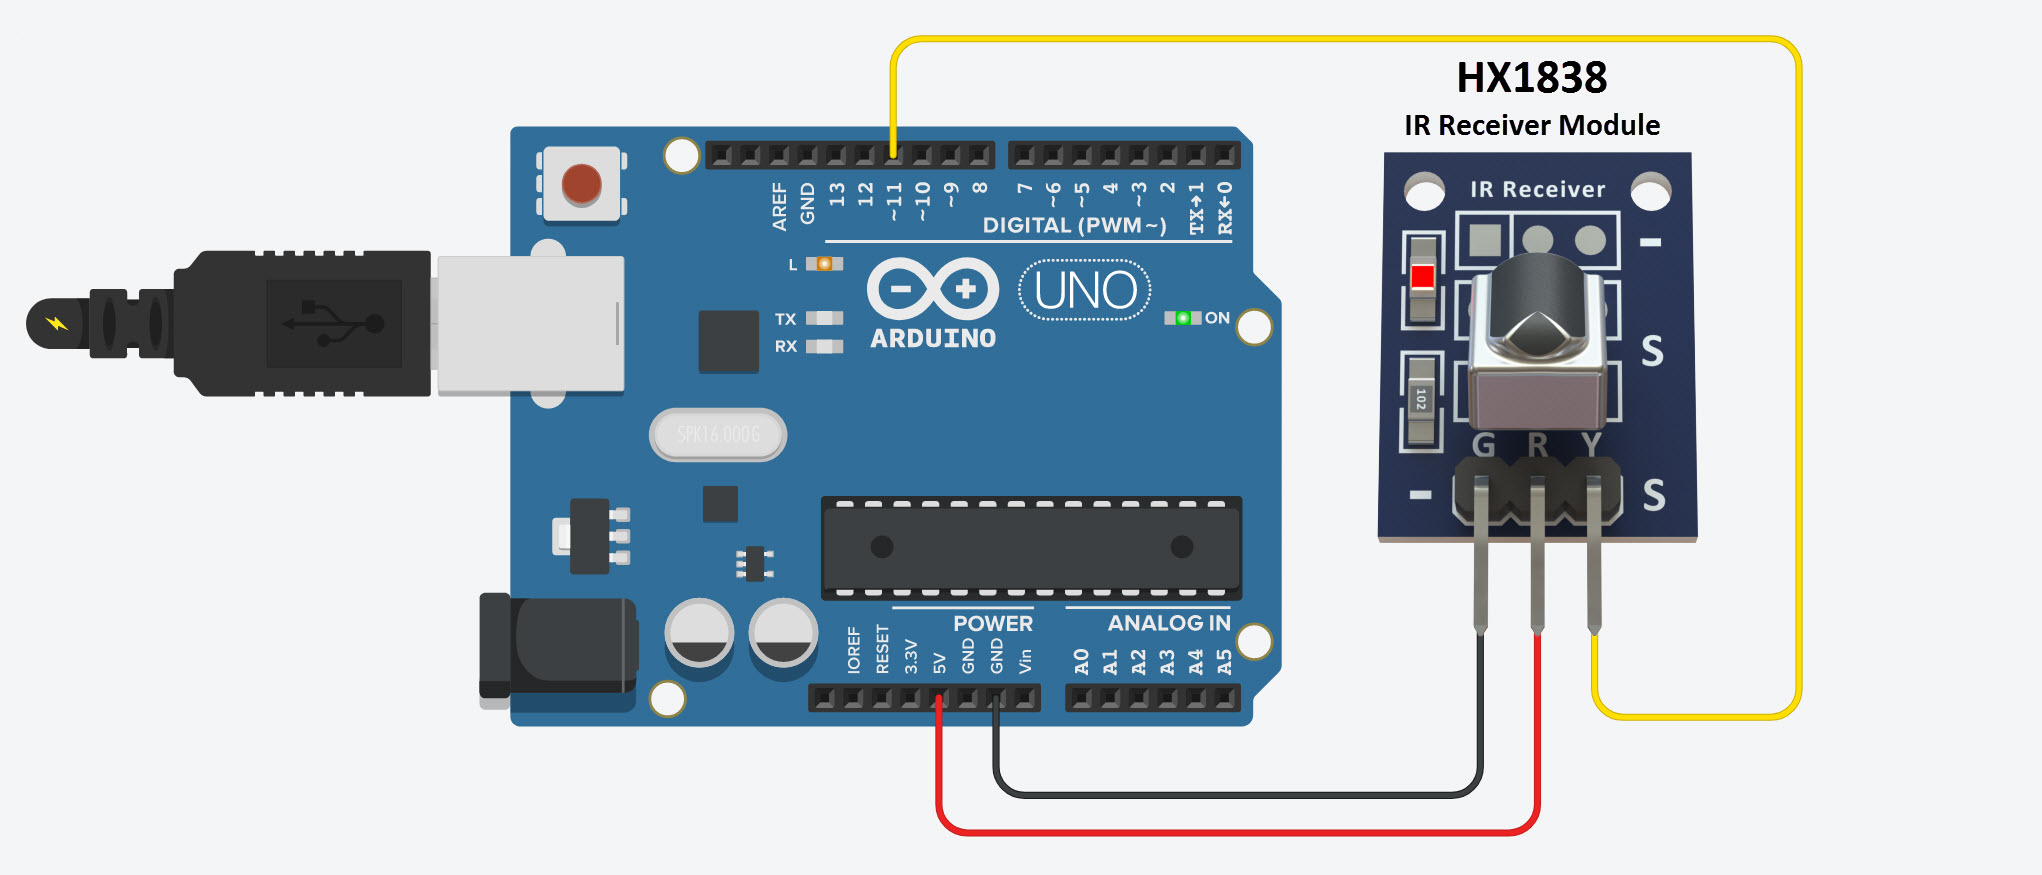 HX1838
IR Receiver Module
IR Receiver
-
S
102
G R Y
- S
AREF GND 13 12 ~11 ~10 ~9 8 7 ~6 ~5 4 ~3 2 TX→1 RX←0
DIGITAL (PWM ~)
L
TX
RX
UNO
ARDUINO
ON
SPK16.000G
POWER
ANALOG IN
IOREF RESET 3.3V 5V GND GND Vin A0 A1 A2 A3 A4 A5